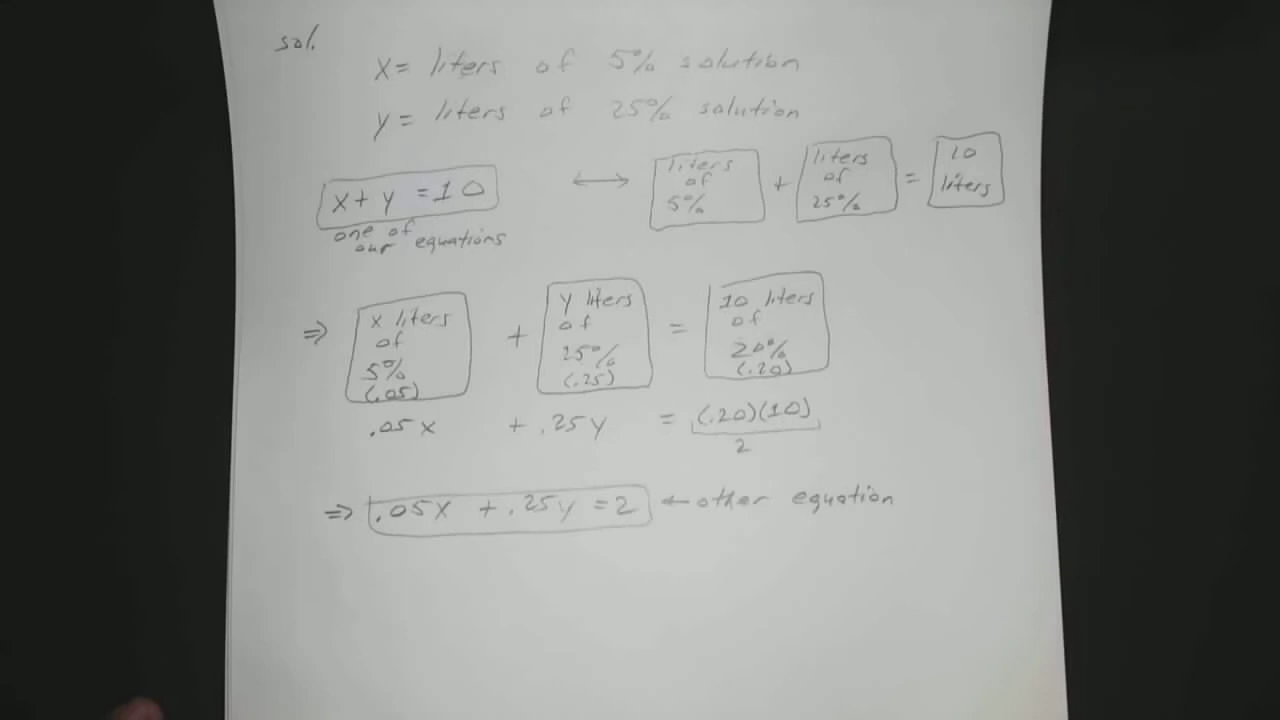 sol.
x = liters of 5% solution
y = liters of 25% solution
x + y = 10 ↔ liters of 5% + liters of 25% = 10 liters
one of our equations
⇒ x liters of 5% (.05) + y liters of 25% (.25) = 10 liters of 20% (.20)
.05x + .25y = (.20)(10)
2
⇒ .05x + .25y = 2 ← other equation